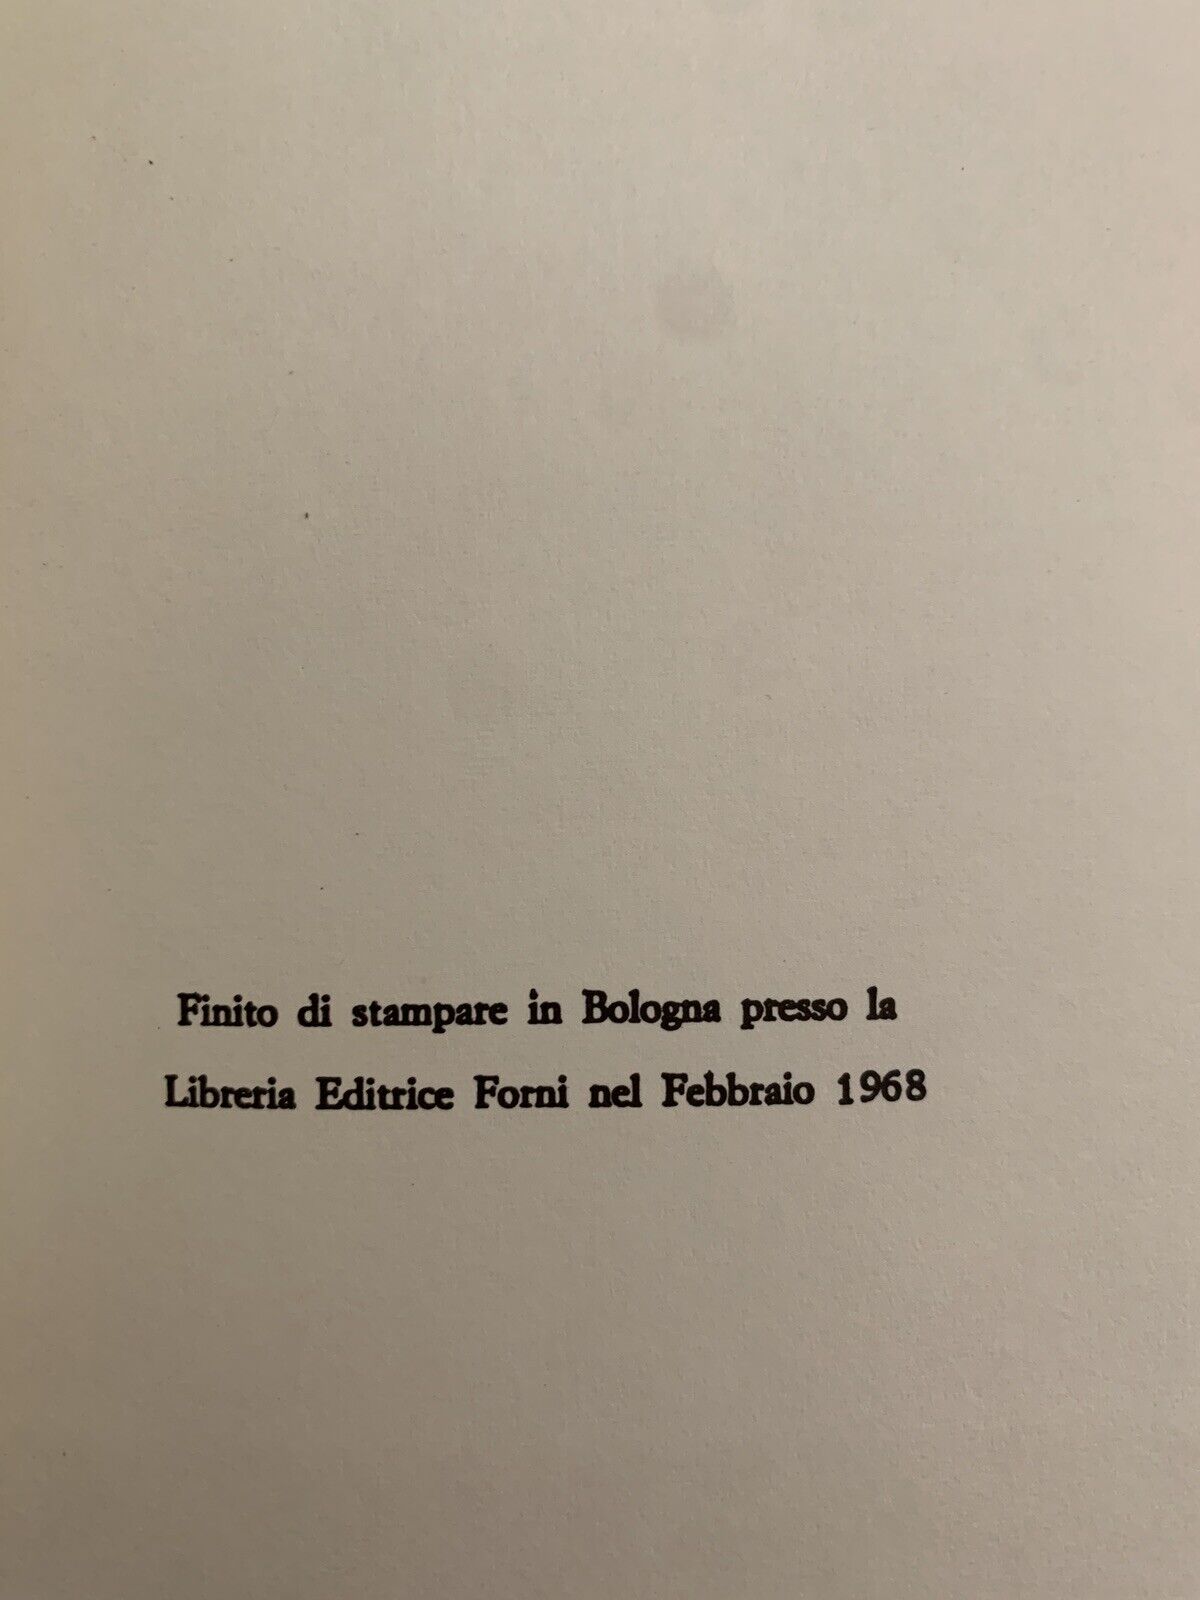 Finito di stampare in Bologna presso la
Libreria Editrice Forni nel Febbraio 1968